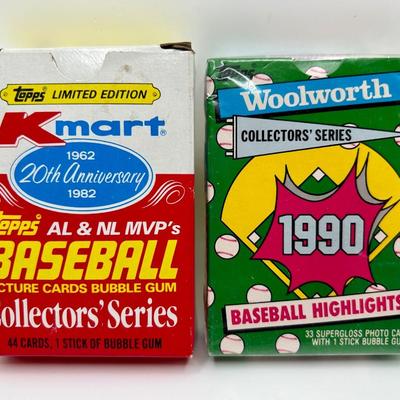 Topps LIMITED EDITION
Kmart®
1962
20th Anniversary
1982
Topps AL & NL MVP's
BASEBALL
ICTURE CARDS BUBBLE GUM
Collectors' Series
44 CARDS, 1 STICK OF BUBBLE GUM
Woolworth
COLLECTORS' SERIES
1990
BASEBALL HIGHLIGHTS
33 SUPERGLOSS PHOTO CA
WITH 1 STICK BUBBLE GU